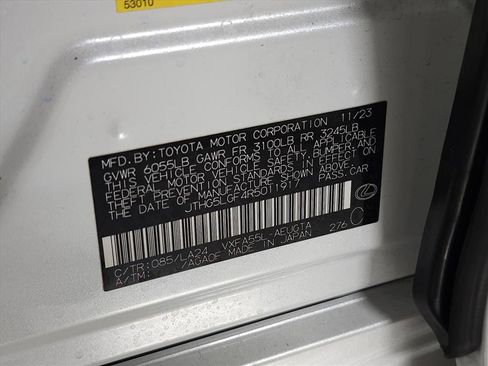 53010
MFD.BY:TOYOTA MOTOR CORPORATION 11/23
GVWR 6055LB GAWR FR 3100LB RR 3245LB
THIS VEHICLE CONFORMS TO ALL APPLICABLE
FEDERAL MOTOR VEHICLE SAFETY, BUMPER, AND
THEFT PREVENTION STANDARDS IN EFFECT ON
THE DATE OF MANUFACTURE SHOWN ABOVE.
JTHG5LGF4R5011917 PASS.CAR
C/TR:085/LA24 VXFA55L-AEUGTA 276 C
A/TM: /AGA0F MADE IN JAPAN